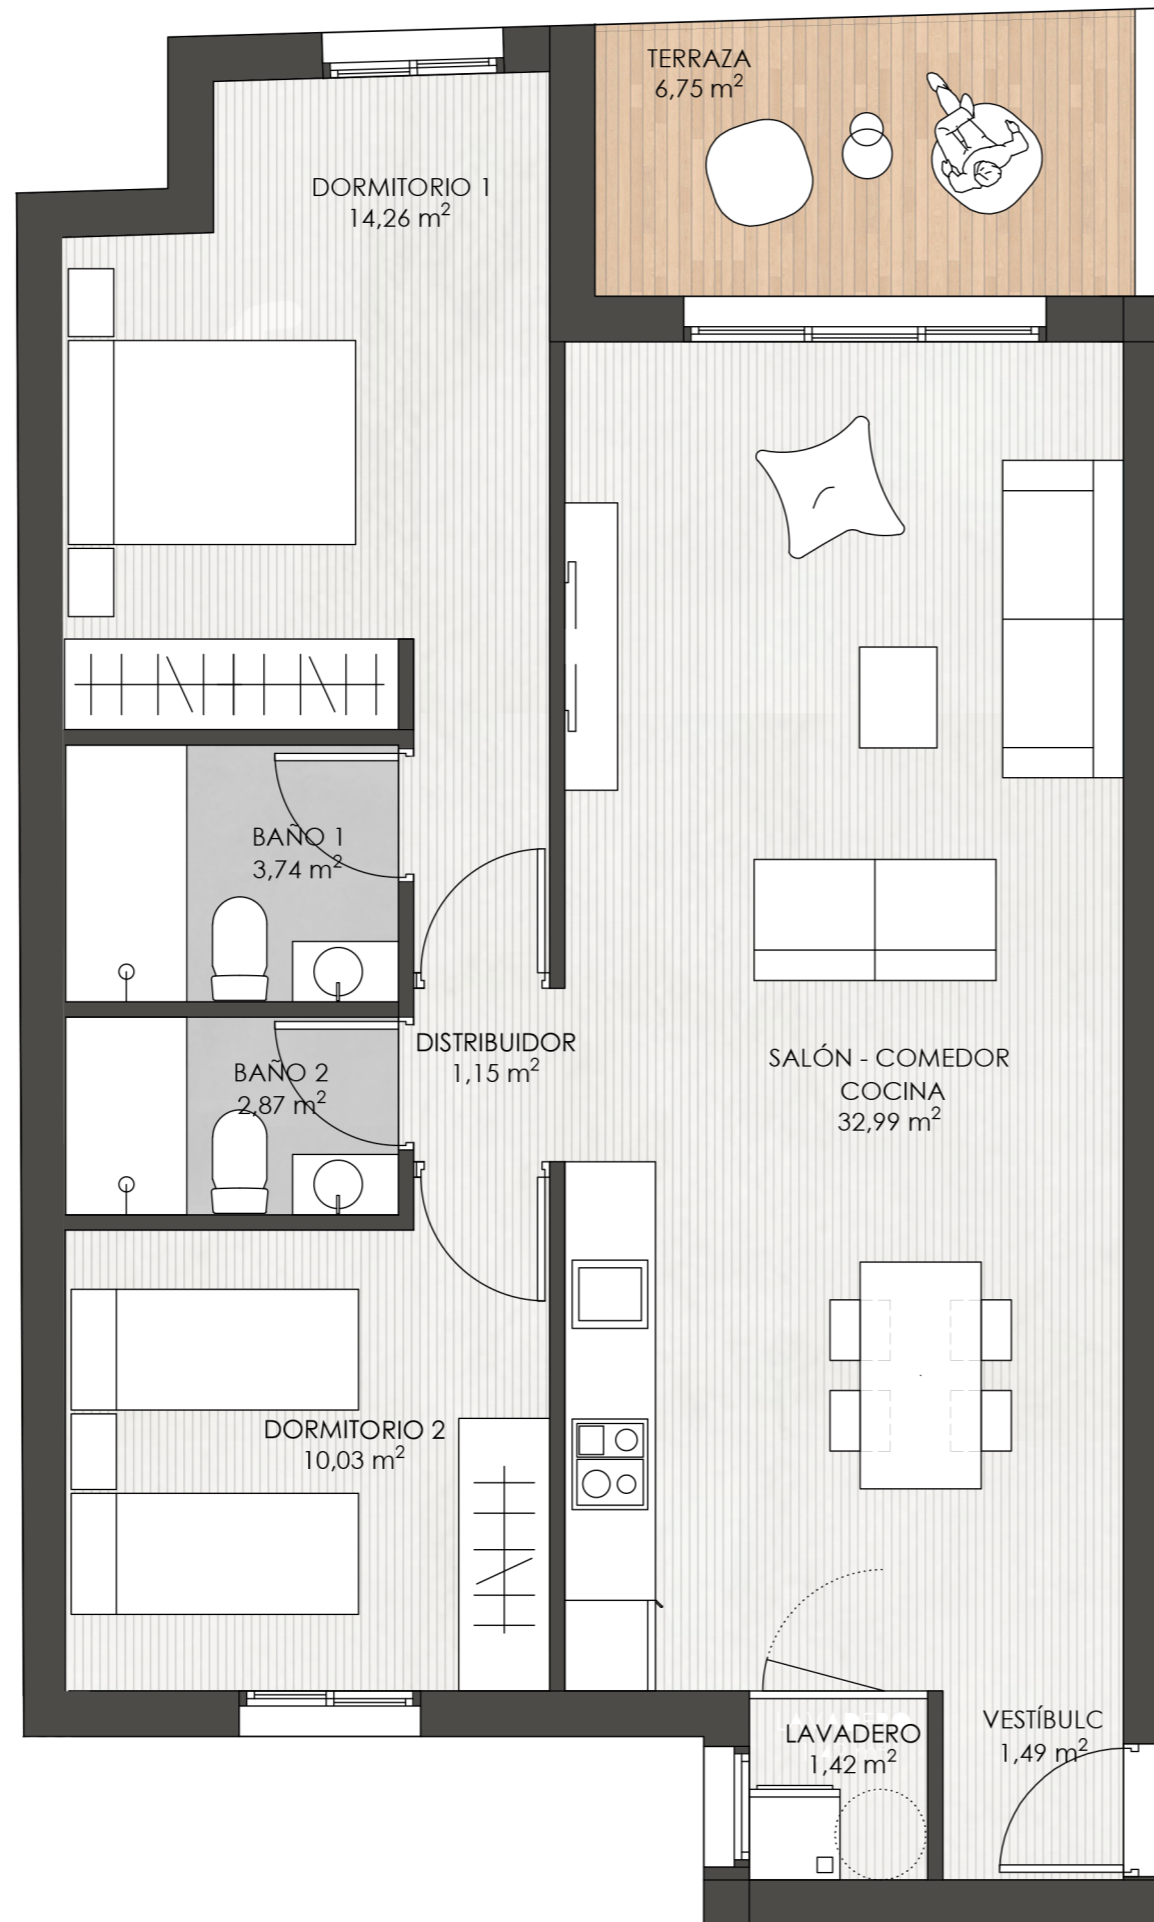 TERRAZA
6,75 m²
DORMITORIO 1
14,26 m²
BAÑO 1
3,74 m²
DISTRIBUIDOR
1,15 m²
BAÑO 2
2,87 m²
SALÓN - COMEDOR
COCINA
32,99 m²
DORMITORIO 2
10,03 m²
LAVADERO
1,42 m²
VESTÍBULC
1,49 m²